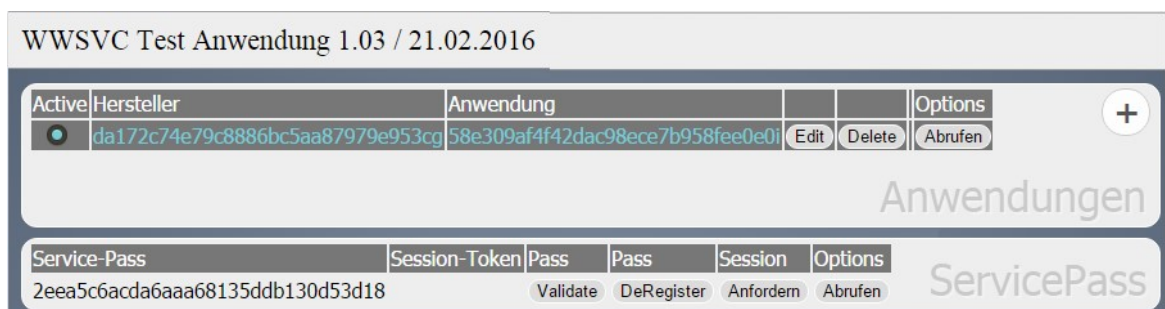 WWSVC Test Anwendung 1.03 / 21.02.2016
Active Hersteller Anwendung Options
da172c74e79c8886bc5aa87979e953cg 58e309af4f42dac98ece7b958fee0e0i Edit Delete Abrufen
+
Anwendungen
Service-Pass Session-Token Pass Pass Session Options
2eea5c6acda6aaa68135ddb130d53d18 Validate DeRegister Anfordern Abrufen
ServicePass